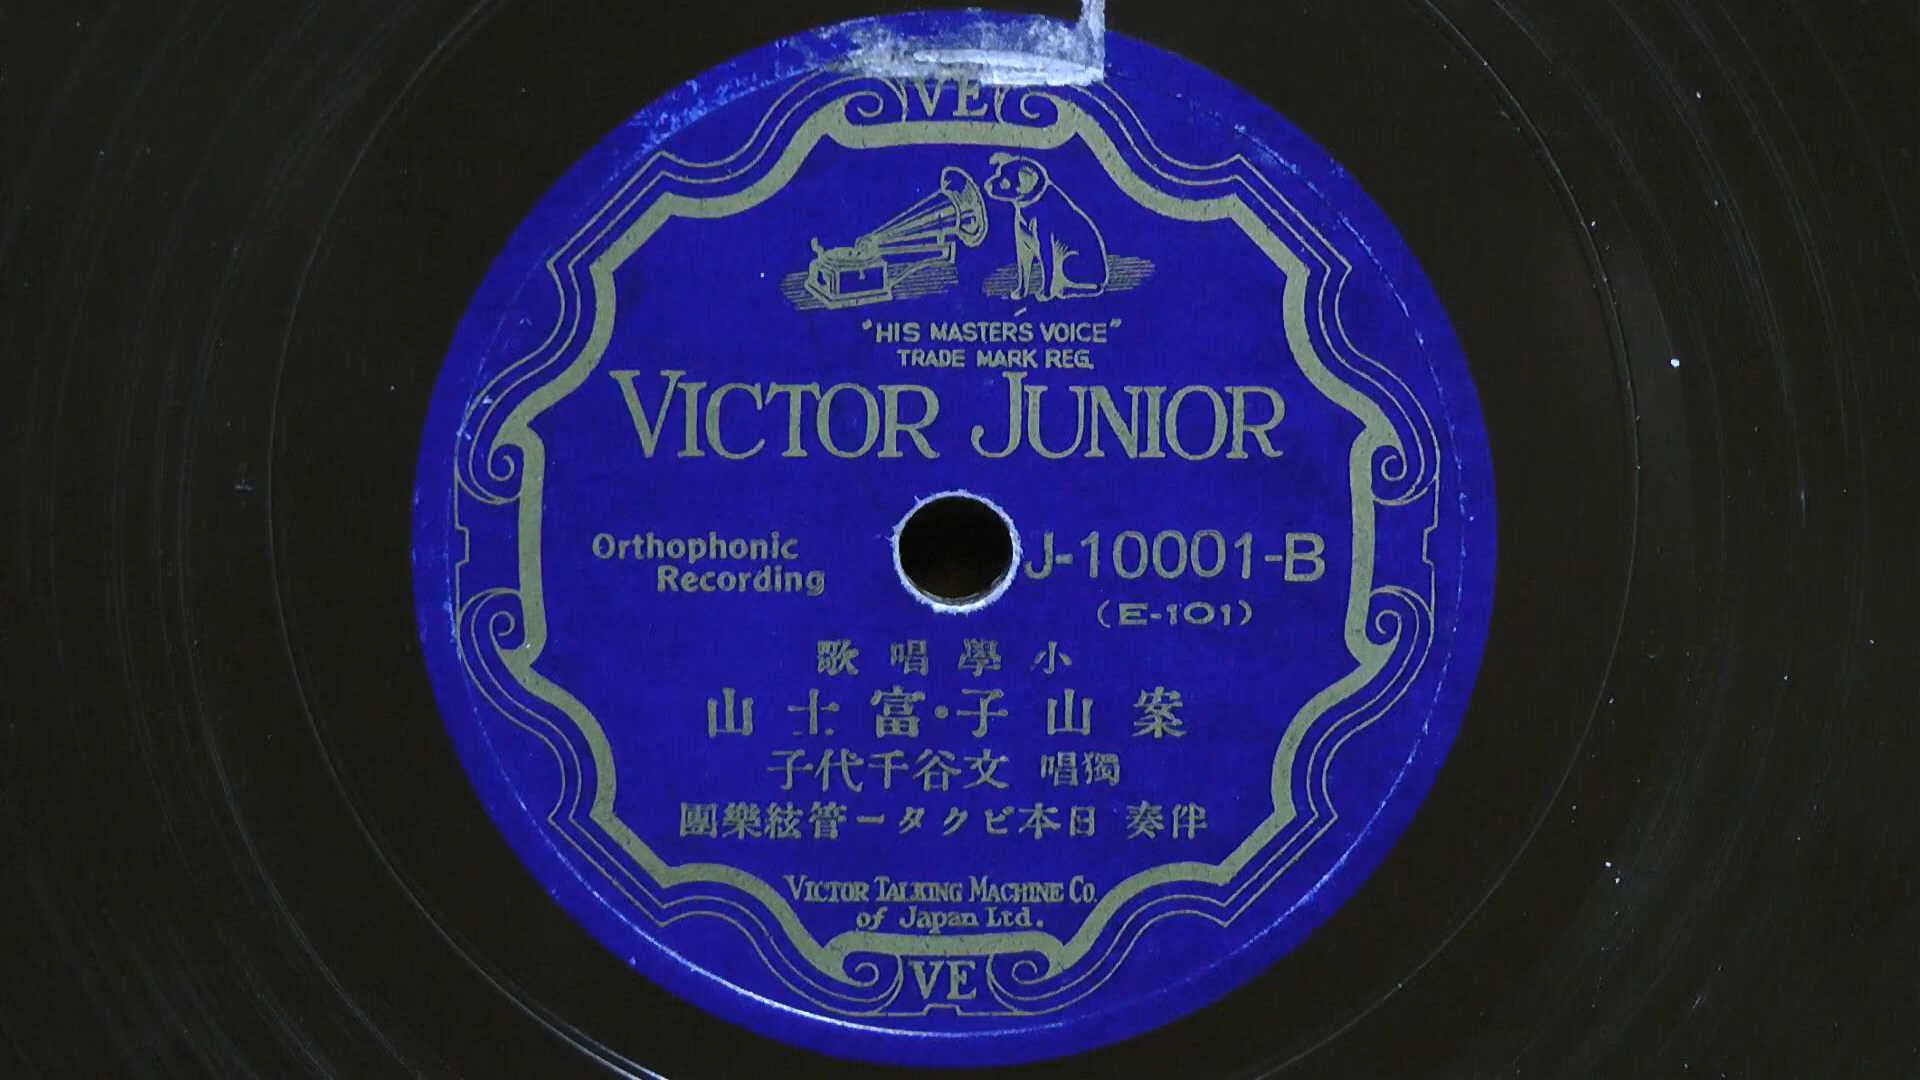 VE
"HIS MASTER'S VOICE"
TRADE MARK REG.
VICTOR JUNIOR
Orthophonic
Recording
J-10001-B
(E-101)
小學唱歌
案山子・富士山
獨唱 文谷千代子
伴奏 日本ビクター管絃樂團
VICTOR TALKING MACHINE CO.
of Japan Ltd.
VE